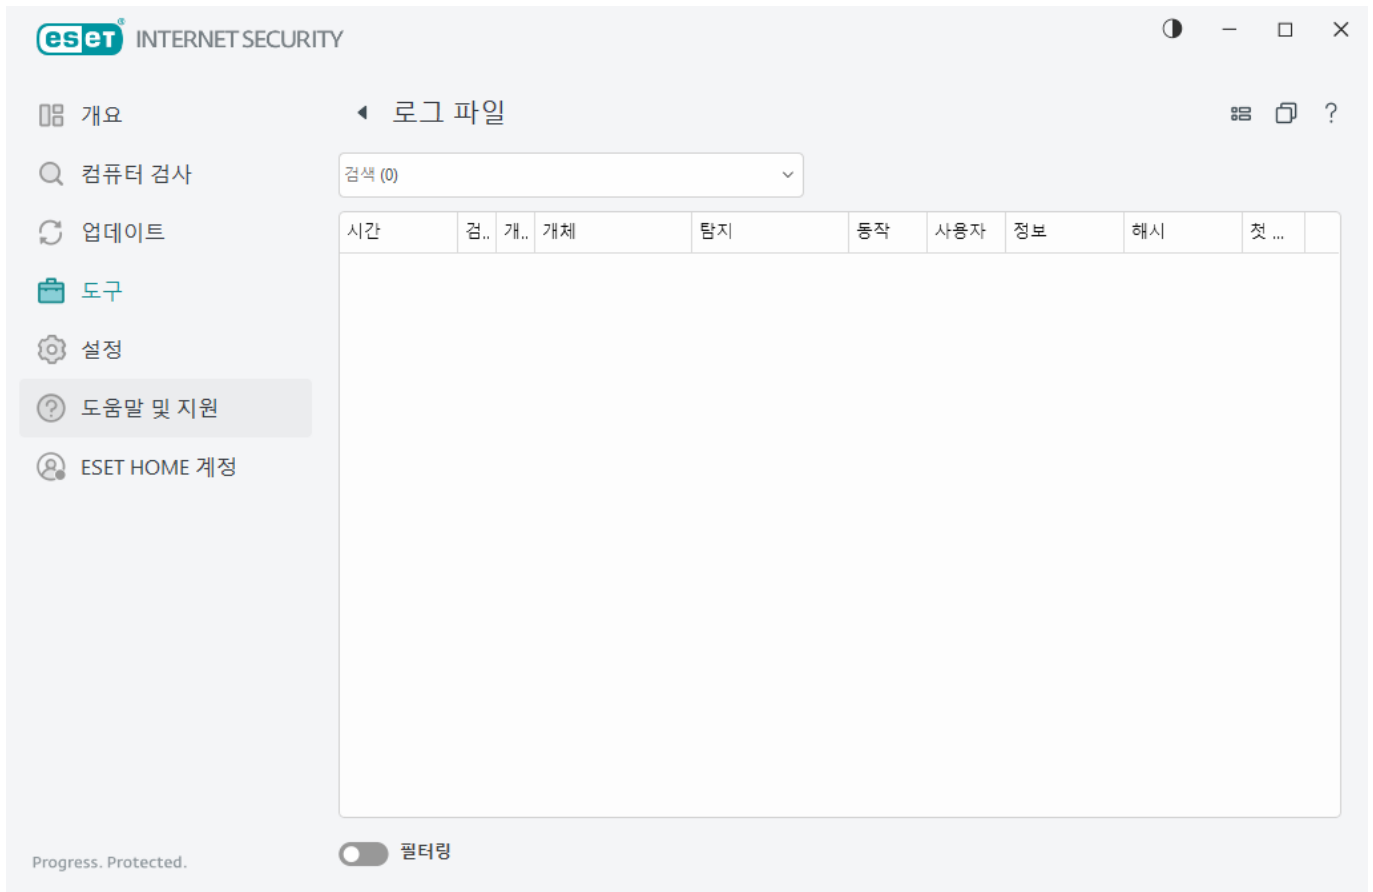 eseT® INTERNET SECURITY
개요
컴퓨터 검사
업데이트
도구
설정
도움말 및 지원
ESET HOME 계정
Progress. Protected.
로그 파일
?
검색 (0)
시간 검.. 개.. 개체 탐지 동작 사용자 정보 해시 첫 ...
필터링